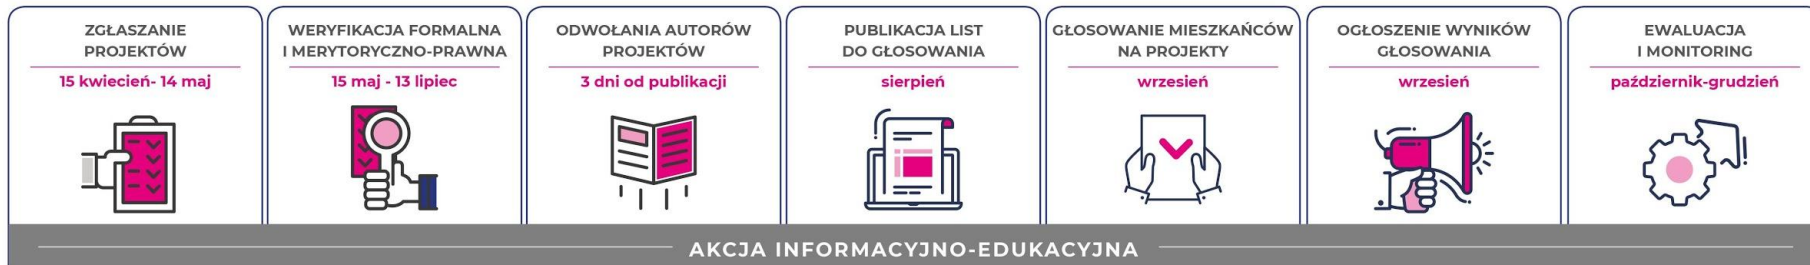 ZGŁASZANIE
PROJEKTÓW
15 kwiecień- 14 maj
WERYFIKACJA FORMALNA
I MERYTORYCZNO-PRAWNA
15 maj - 13 lipiec
ODWOŁANIA AUTORÓW
PROJEKTÓW
3 dni od publikacji
PUBLIKACJA LIST
DO GŁOSOWANIA
sierpień
GŁOSOWANIE MIESZKAŃCÓW
NA PROJEKTY
wrzesień
OGŁOSZENIE WYNIKÓW
GŁOSOWANIA
wrzesień
EWALUACJA
I MONITORING
październik-grudzień
AKCJA INFORMACYJNO-EDUKACYJNA